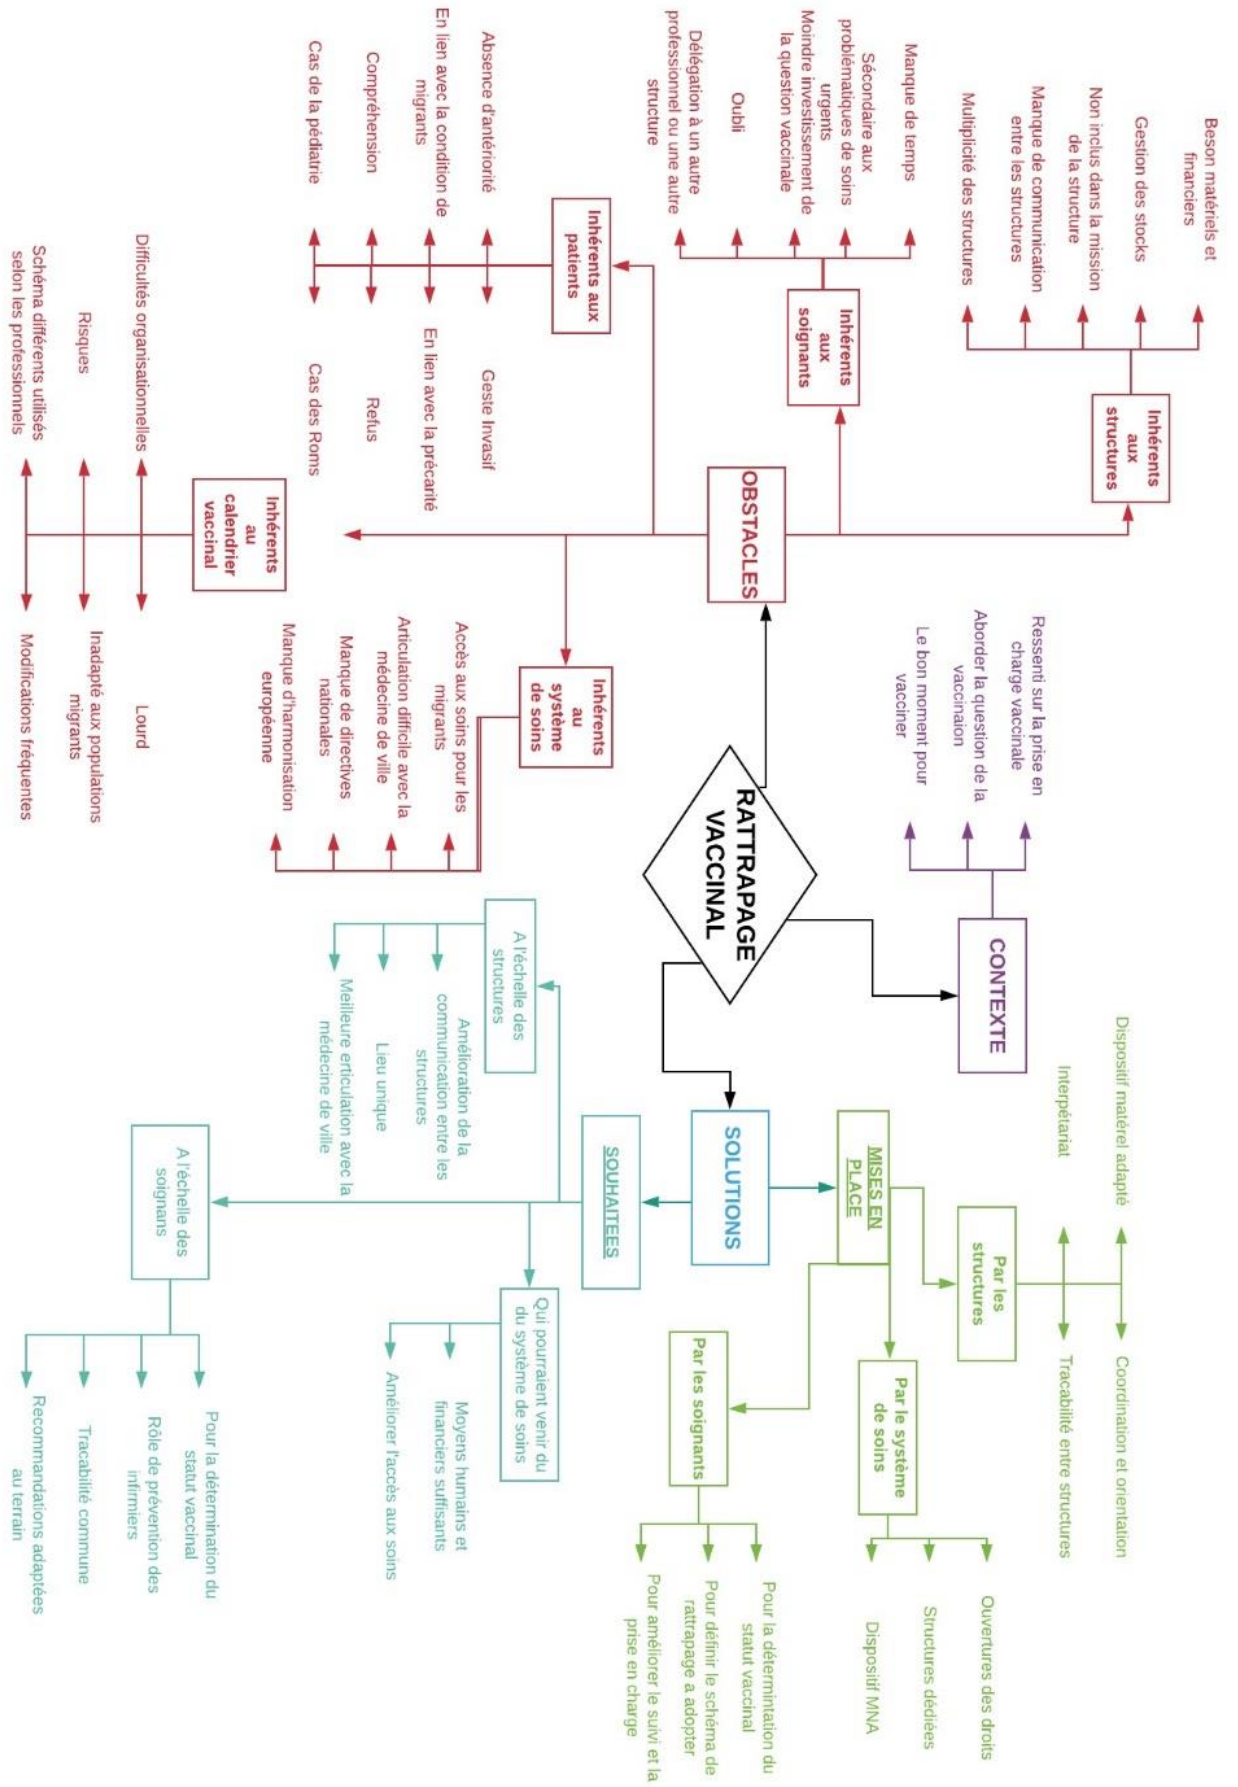 RATTRAPAGE
VACCINAL
OBSTACLES
Inhérents
aux
structures
Beson matériels et
financiers
Gestion des stocks
Non inclus dans la mission
de la structure
Manque de communication
entre les structures
Multiplicité des structures
Inhérents
aux
soignants
Manque de temps
Sécondaire aux
problématiques de soins
urgents
Moindre investissement de
la question vaccinale
Oubli
Délégation à un autre
professionnel ou une autre
structure
Inhérents aux
patients
Absence d'antériorité
En lien avec la condition de
migrants
Compréhension
Cas de la pédiatrie
Geste Invasif
En lien avec la précarité
Refus
Cas des Roms
Inhérents
au
système
de soins
Accès aux soins pour les
migrants
Articulation difficile avec la
médecine de ville
Manque de directives
nationales
Manque d'harmonisation
européenne
Inhérents
au
calendrier
vaccinal
Difficultés organisationnelles
Risques
Schéma différents utilisés
selon les professionnels
Lourd
Inadapté aux populations
migrants
Modifications fréquentes
CONTEXTE
Ressenti sur la prise en
charge vaccinale
Aborder la question de la
vaccinaion
Le bon moment pour
vacciner
SOLUTIONS
MISES EN
PLACE
Par les
structures
Dispositif matérel adapté
Interpétariat
Coordination et orientation
Tracabilité entre structures
Par le système
de soins
Ouvertures des droits
Structures dédiées
Dispositif MNA
Par les soignants
Pour la détermintation du
statut vaccinal
Pour définir le schéma de
rattrapage a adopter
Pour améliorer le suivi et la
prise en charge
SOUHAITEES
A l'échelle des
structures
Amélioration de la
communication entre les
structures
Lieu unique
Meilleure erticulation avec la
médecine de ville
Qui pourraient venir du
du système de soins
Moyens humains et
financiers suffisants
Améliorer l'accès aux soins
A l'échelle des
soignans
Pour la détermination du
statut vaccinal
Rôle de prévention des
infirmiers
Tracabilité commune
Recommandations adaptées
au terrain